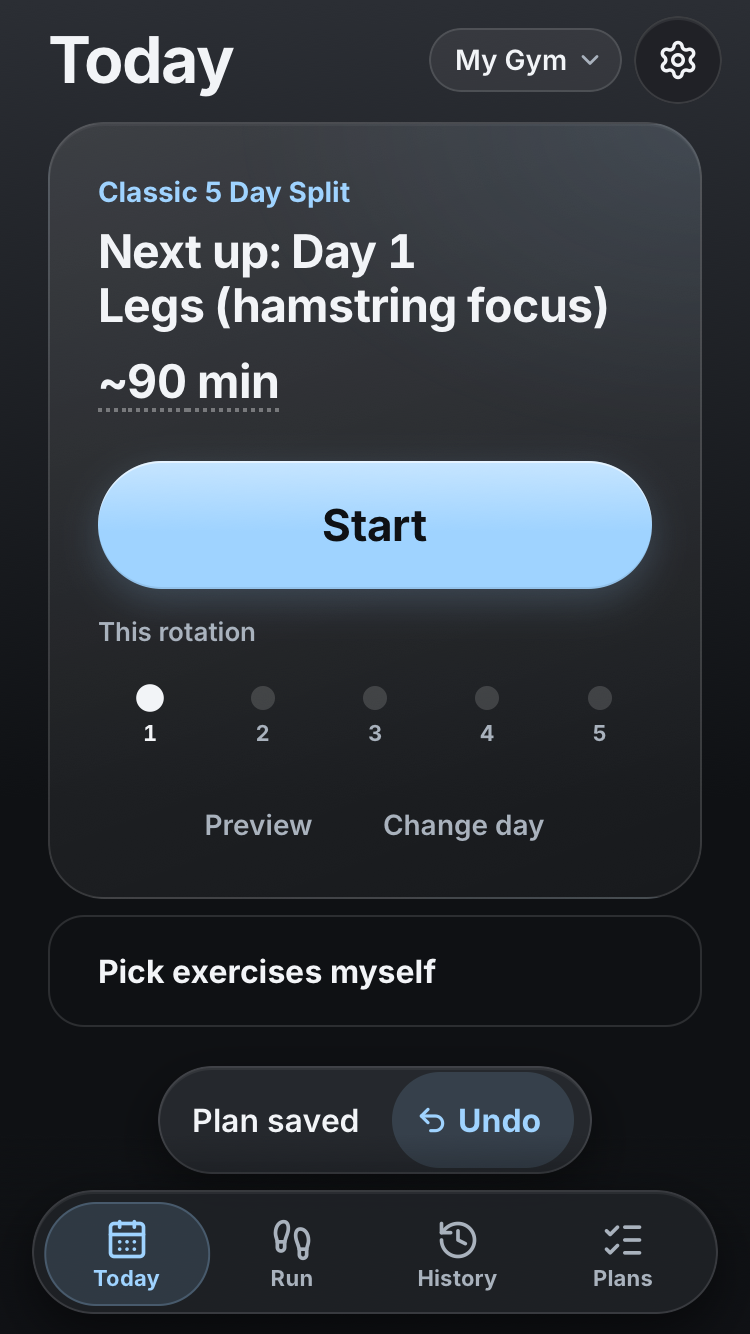 Today
My Gym
Classic 5 Day Split
Next up: Day 1
Legs (hamstring focus)
~90 min
Start
This rotation
1 2 3 4 5
Preview Change day
Pick exercises myself
Plan saved Undo
Today Run History Plans